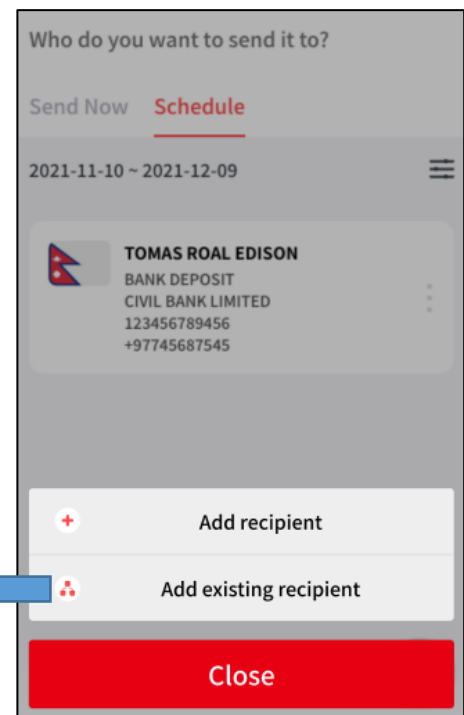 Who do you want to send it to?
Send Now Schedule
2021-11-10 ~ 2021-12-09
TOMAS ROAL EDISON
BANK DEPOSIT
CIVIL BANK LIMITED
123456789456
+97745687545
Add recipient
Add existing recipient
Close